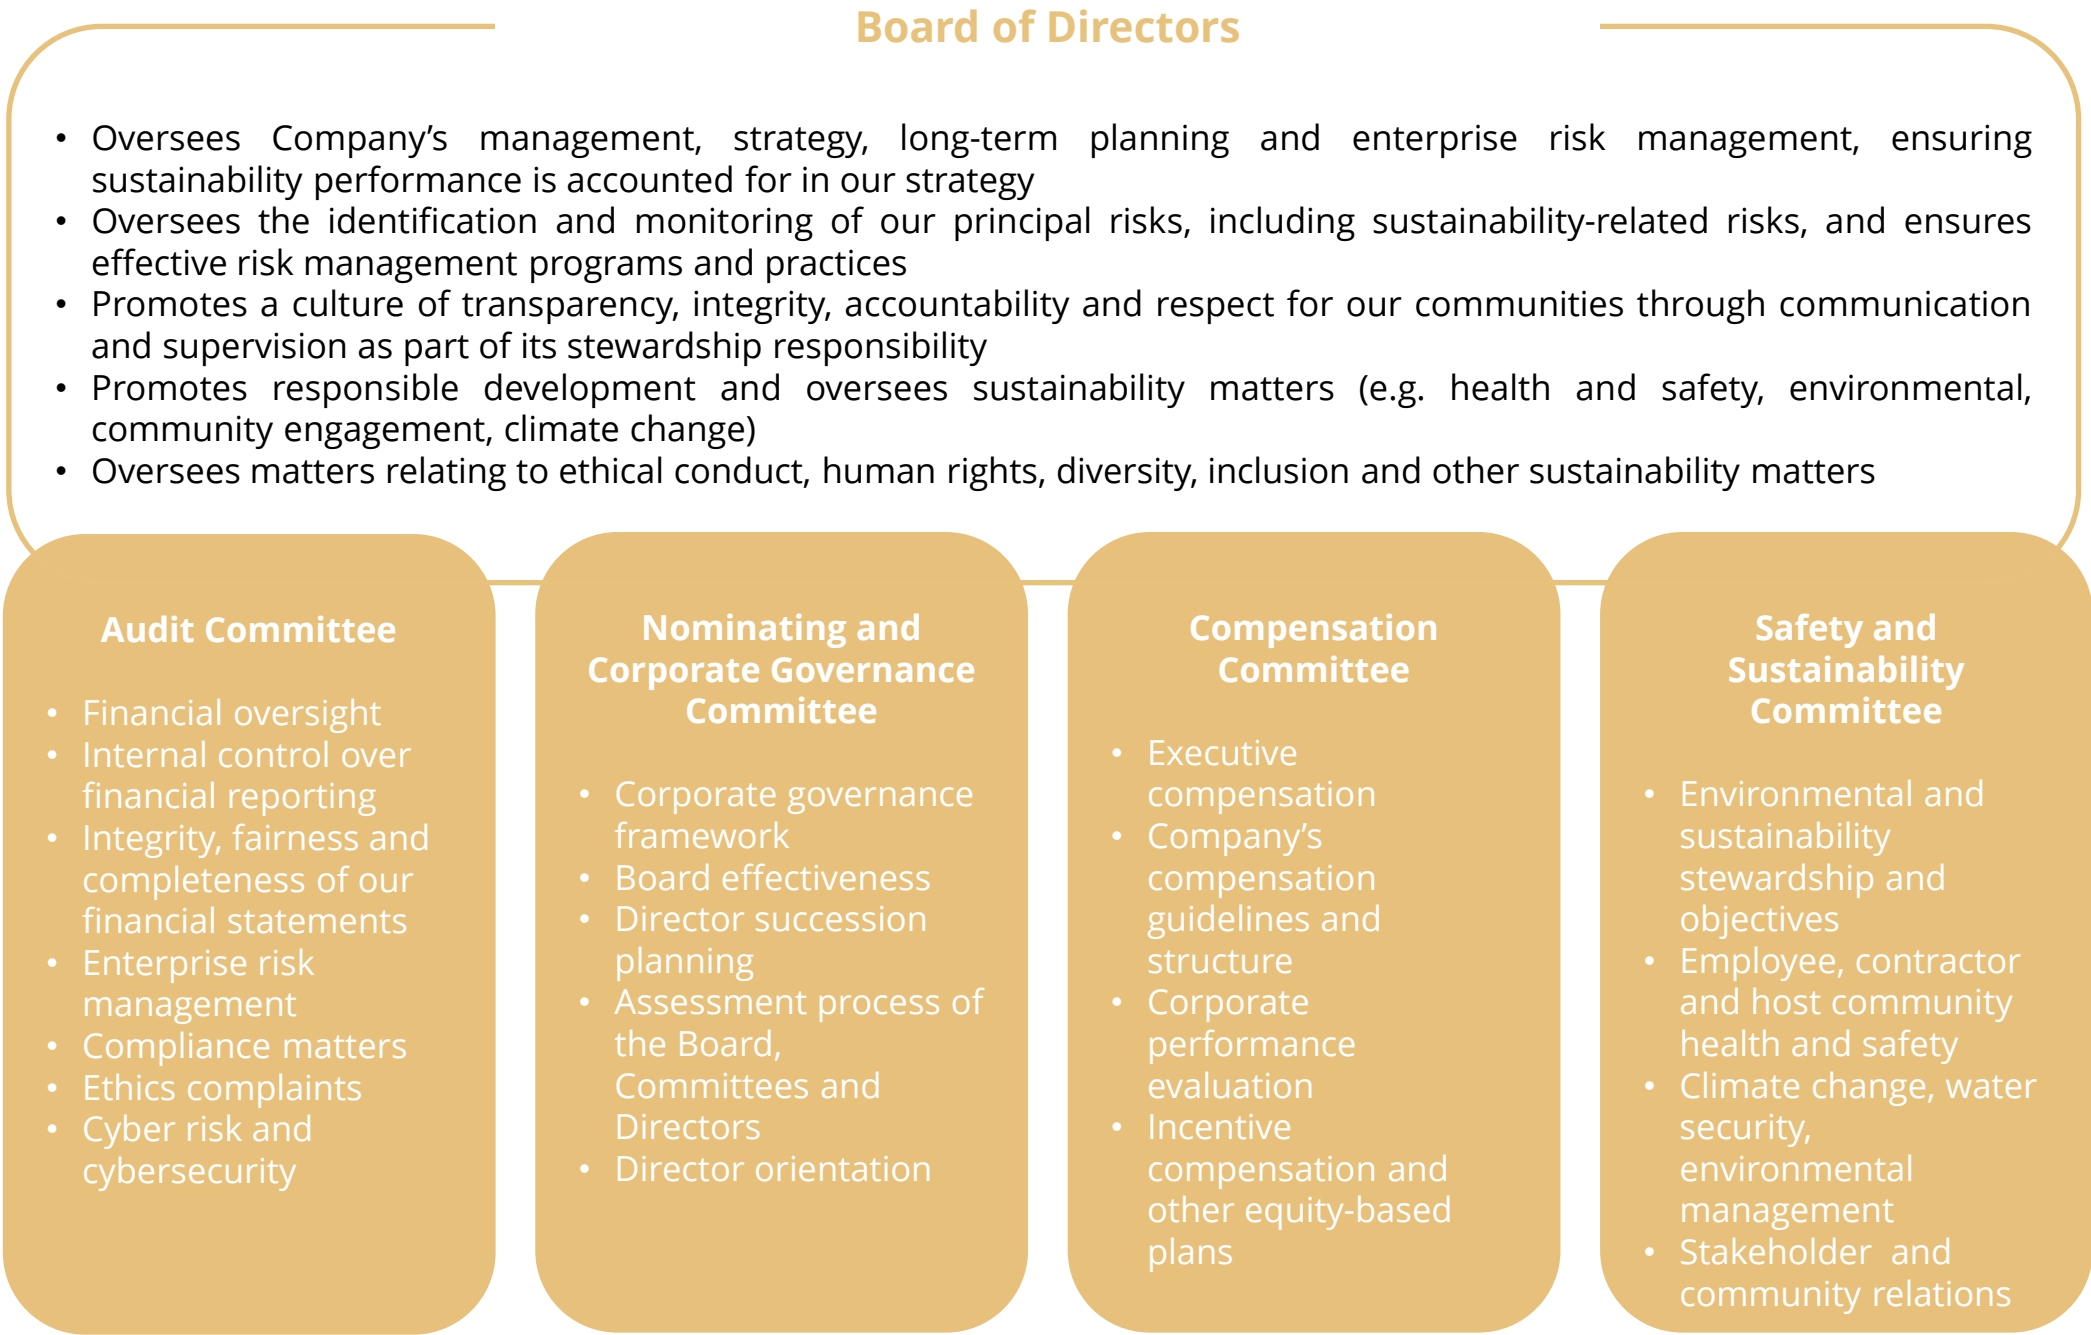 Board of Directors
• Oversees Company’s management, strategy, long-term planning and enterprise risk management, ensuring
sustainability performance is accounted for in our strategy
• Oversees the identification and monitoring of our principal risks, including sustainability-related risks, and ensures
effective risk management programs and practices
• Promotes a culture of transparency, integrity, accountability and respect for our communities through communication
and supervision as part of its stewardship responsibility
• Promotes responsible development and oversees sustainability matters (e.g. health and safety, environmental,
community engagement, climate change)
• Oversees matters relating to ethical conduct, human rights, diversity, inclusion and other sustainability matters
Audit Committee
• Financial oversight
• Internal control over
financial reporting
• Integrity, fairness and
completeness of our
financial statements
• Enterprise risk
management
• Compliance matters
• Ethics complaints
• Cyber risk and
cybersecurity
Nominating and
Corporate Governance
Committee
• Corporate governance
framework
• Board effectiveness
• Director succession
planning
• Assessment process of
the Board,
Committees and
Directors
• Director orientation
Compensation
Committee
• Executive
compensation
• Company’s
compensation
guidelines and
structure
• Corporate
performance
evaluation
• Incentive
compensation and
other equity-based
plans
Safety and
Sustainability
Committee
• Environmental and
sustainability
stewardship and
objectives
• Employee, contractor
and host community
health and safety
• Climate change, water
security,
environmental
management
• Stakeholder and
community relations